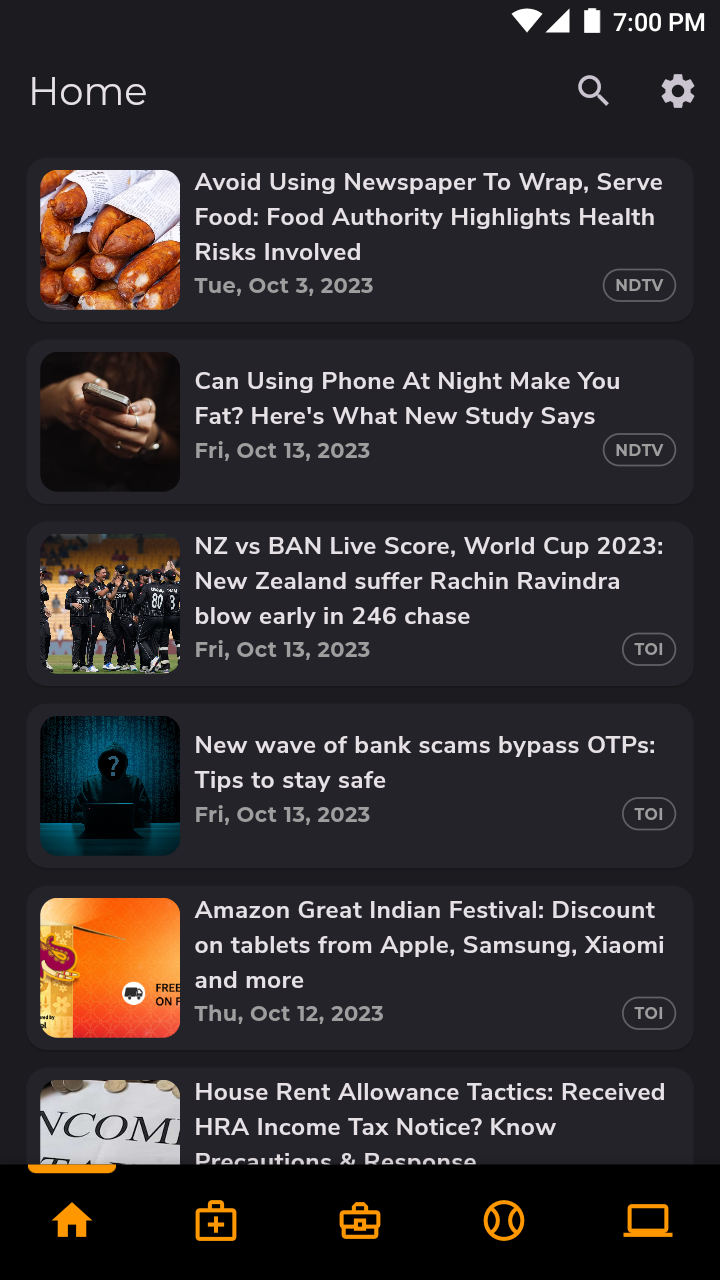 7:00 PM
Home
Avoid Using Newspaper To Wrap, Serve
Food: Food Authority Highlights Health
Risks Involved
Tue, Oct 3, 2023
NDTV
Can Using Phone At Night Make You
Fat? Here's What New Study Says
Fri, Oct 13, 2023
NDTV
NZ vs BAN Live Score, World Cup 2023:
New Zealand suffer Rachin Ravindra
blow early in 246 chase
Fri, Oct 13, 2023
TOI
80 3
?
New wave of bank scams bypass OTPs:
Tips to stay safe
Fri, Oct 13, 2023
TOI
Amazon Great Indian Festival: Discount
on tablets from Apple, Samsung, Xiaomi
and more
Thu, Oct 12, 2023
TOI
FREE
ON F
House Rent Allowance Tactics: Received
HRA Income Tax Notice? Know
Precautions & Response
NCOM